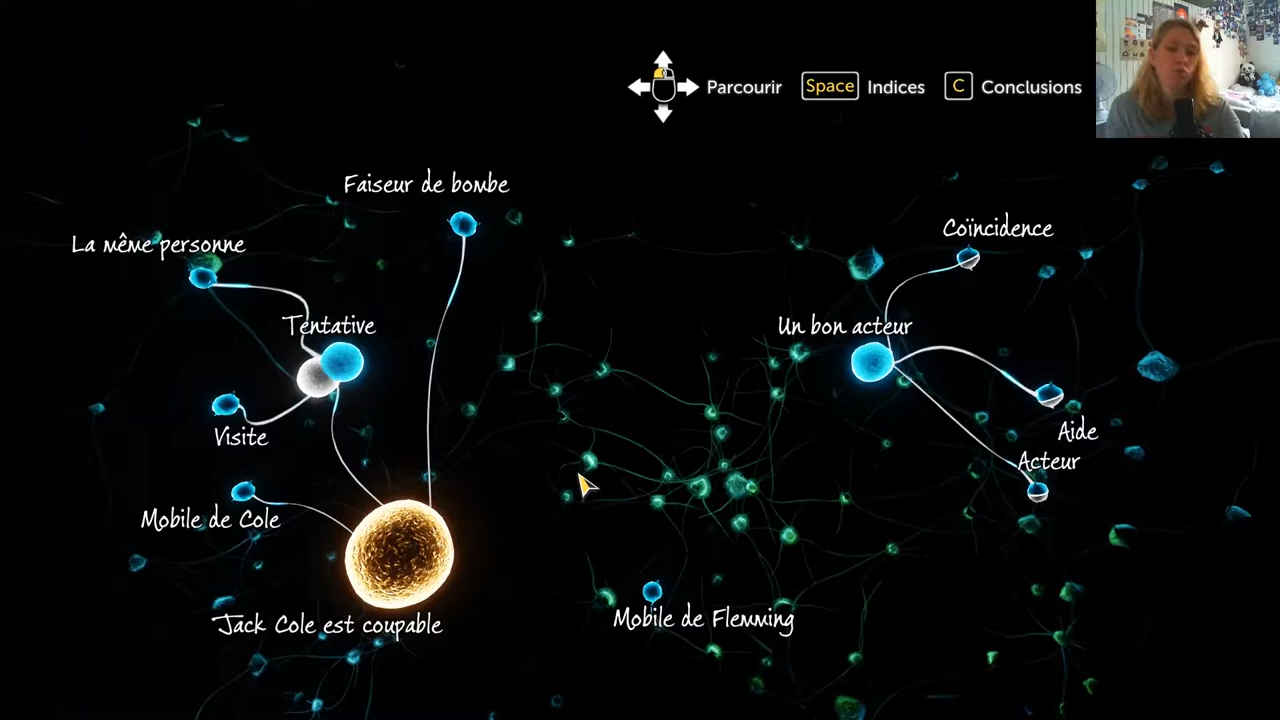 Parcourir
Space
Indices
C
Conclusions
Faiseur de bombe
La même personne
Coïncidence
Tentative
Un bon acteur
Visite
Aide
Acteur
Mobile de Cole
Jack Cole est coupable
Mobile de Flemming